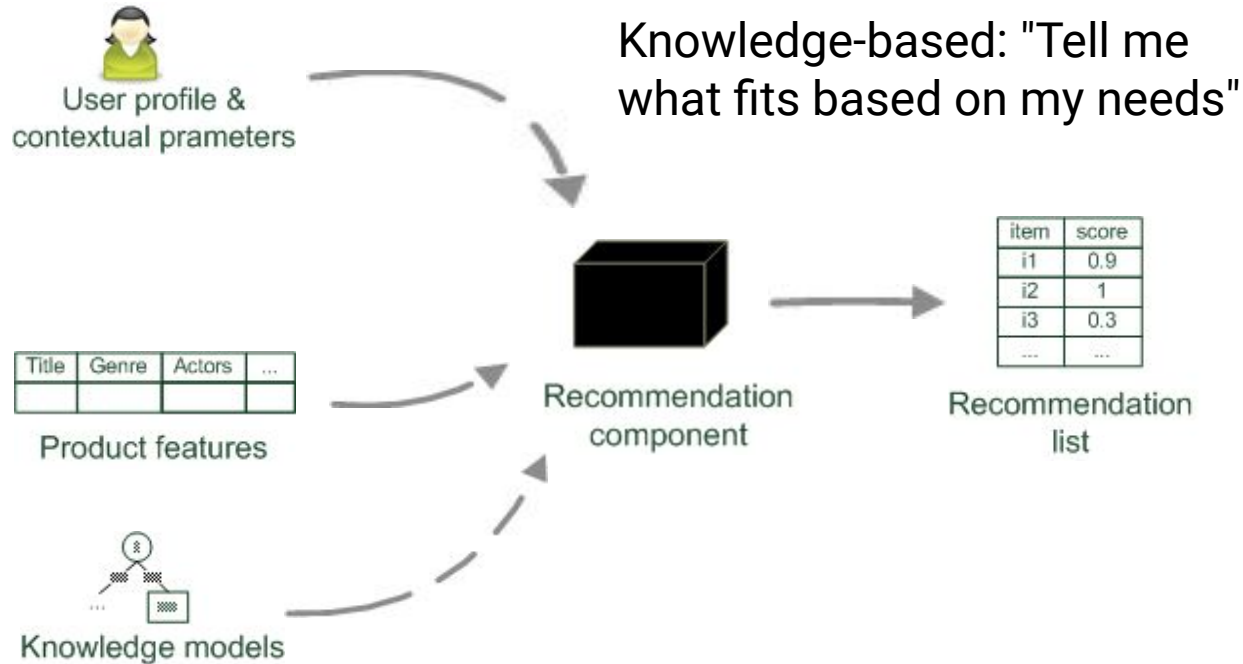 Knowledge-based: "Tell me
what fits based on my needs"
User profile &
contextual prameters
Title Genre Actors ...
Product features
...
Knowledge models
Recommendation
component
item score
i1 0.9
i2 1
i3 0.3
... ...
Recommendation
list